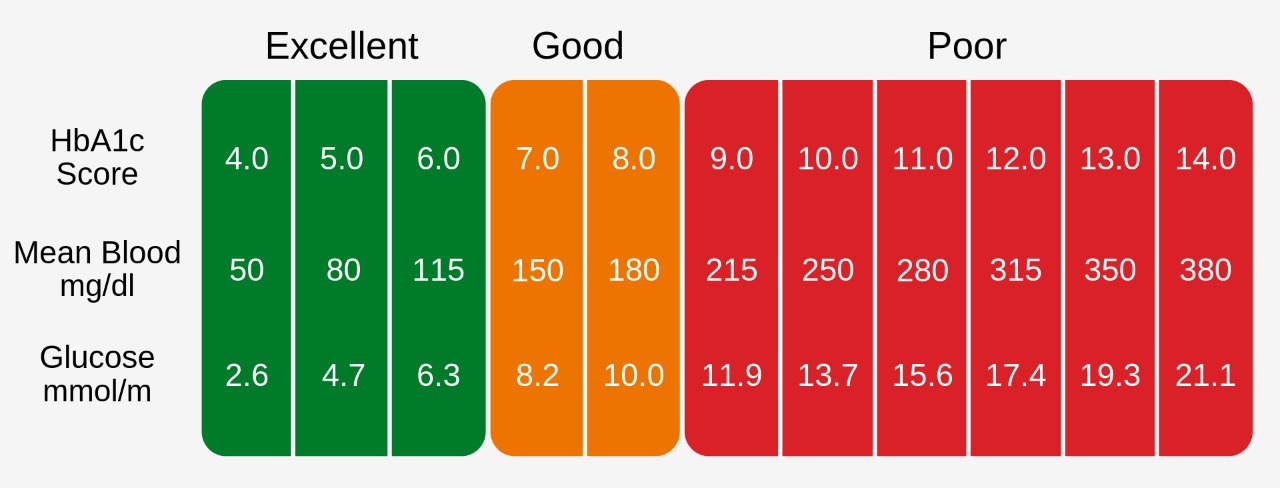 Excellent Good Poor
HbA1c
Score
4.0 5.0 6.0 7.0 8.0 9.0 10.0 11.0 12.0 13.0 14.0
Mean Blood
mg/dl
50 80 115 150 180 215 250 280 315 350 380
Glucose
mmol/m
2.6 4.7 6.3 8.2 10.0 11.9 13.7 15.6 17.4 19.3 21.1